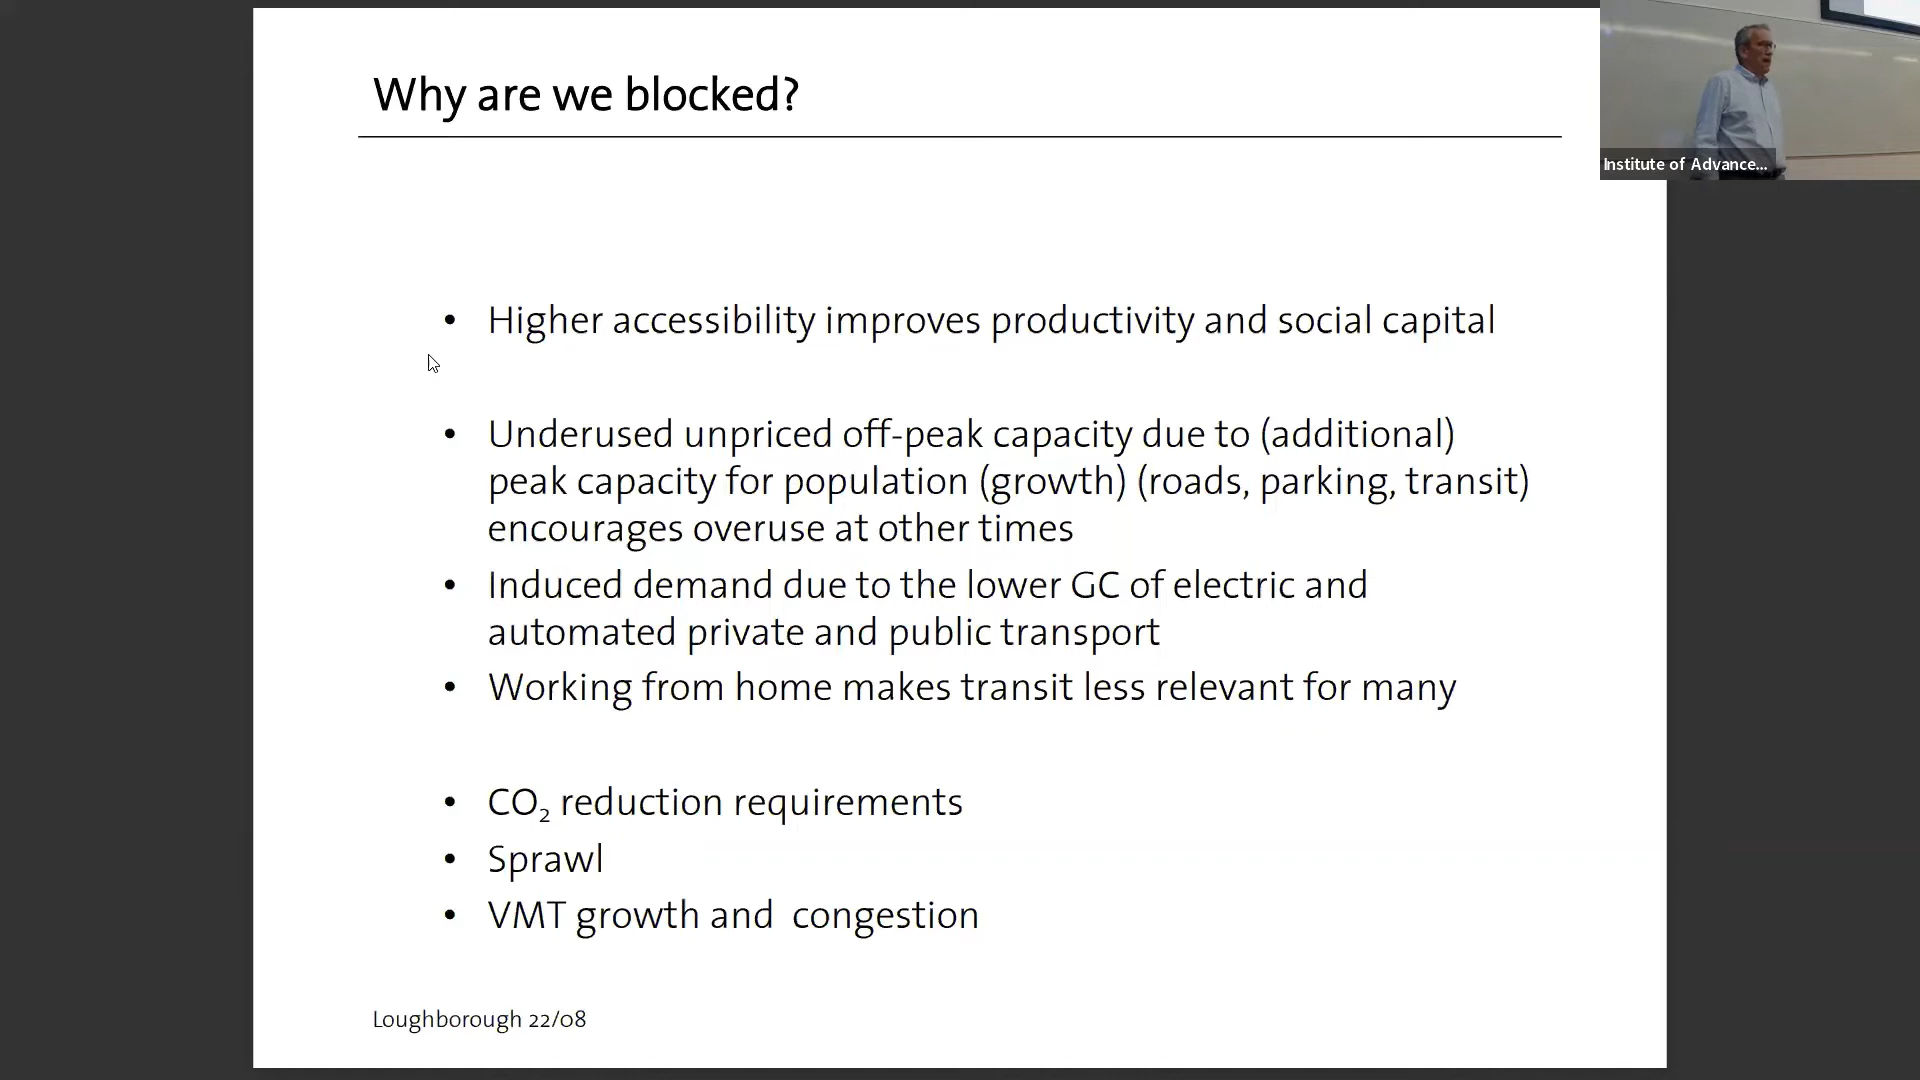 Why are we blocked?
Institute of Advance...
• Higher accessibility improves productivity and social capital
• Underused unpriced off-peak capacity due to (additional)
peak capacity for population (growth) (roads, parking, transit)
encourages overuse at other times
• Induced demand due to the lower GC of electric and
automated private and public transport
• Working from home makes transit less relevant for many
• CO₂ reduction requirements
• Sprawl
• VMT growth and  congestion
Loughborough 22/08